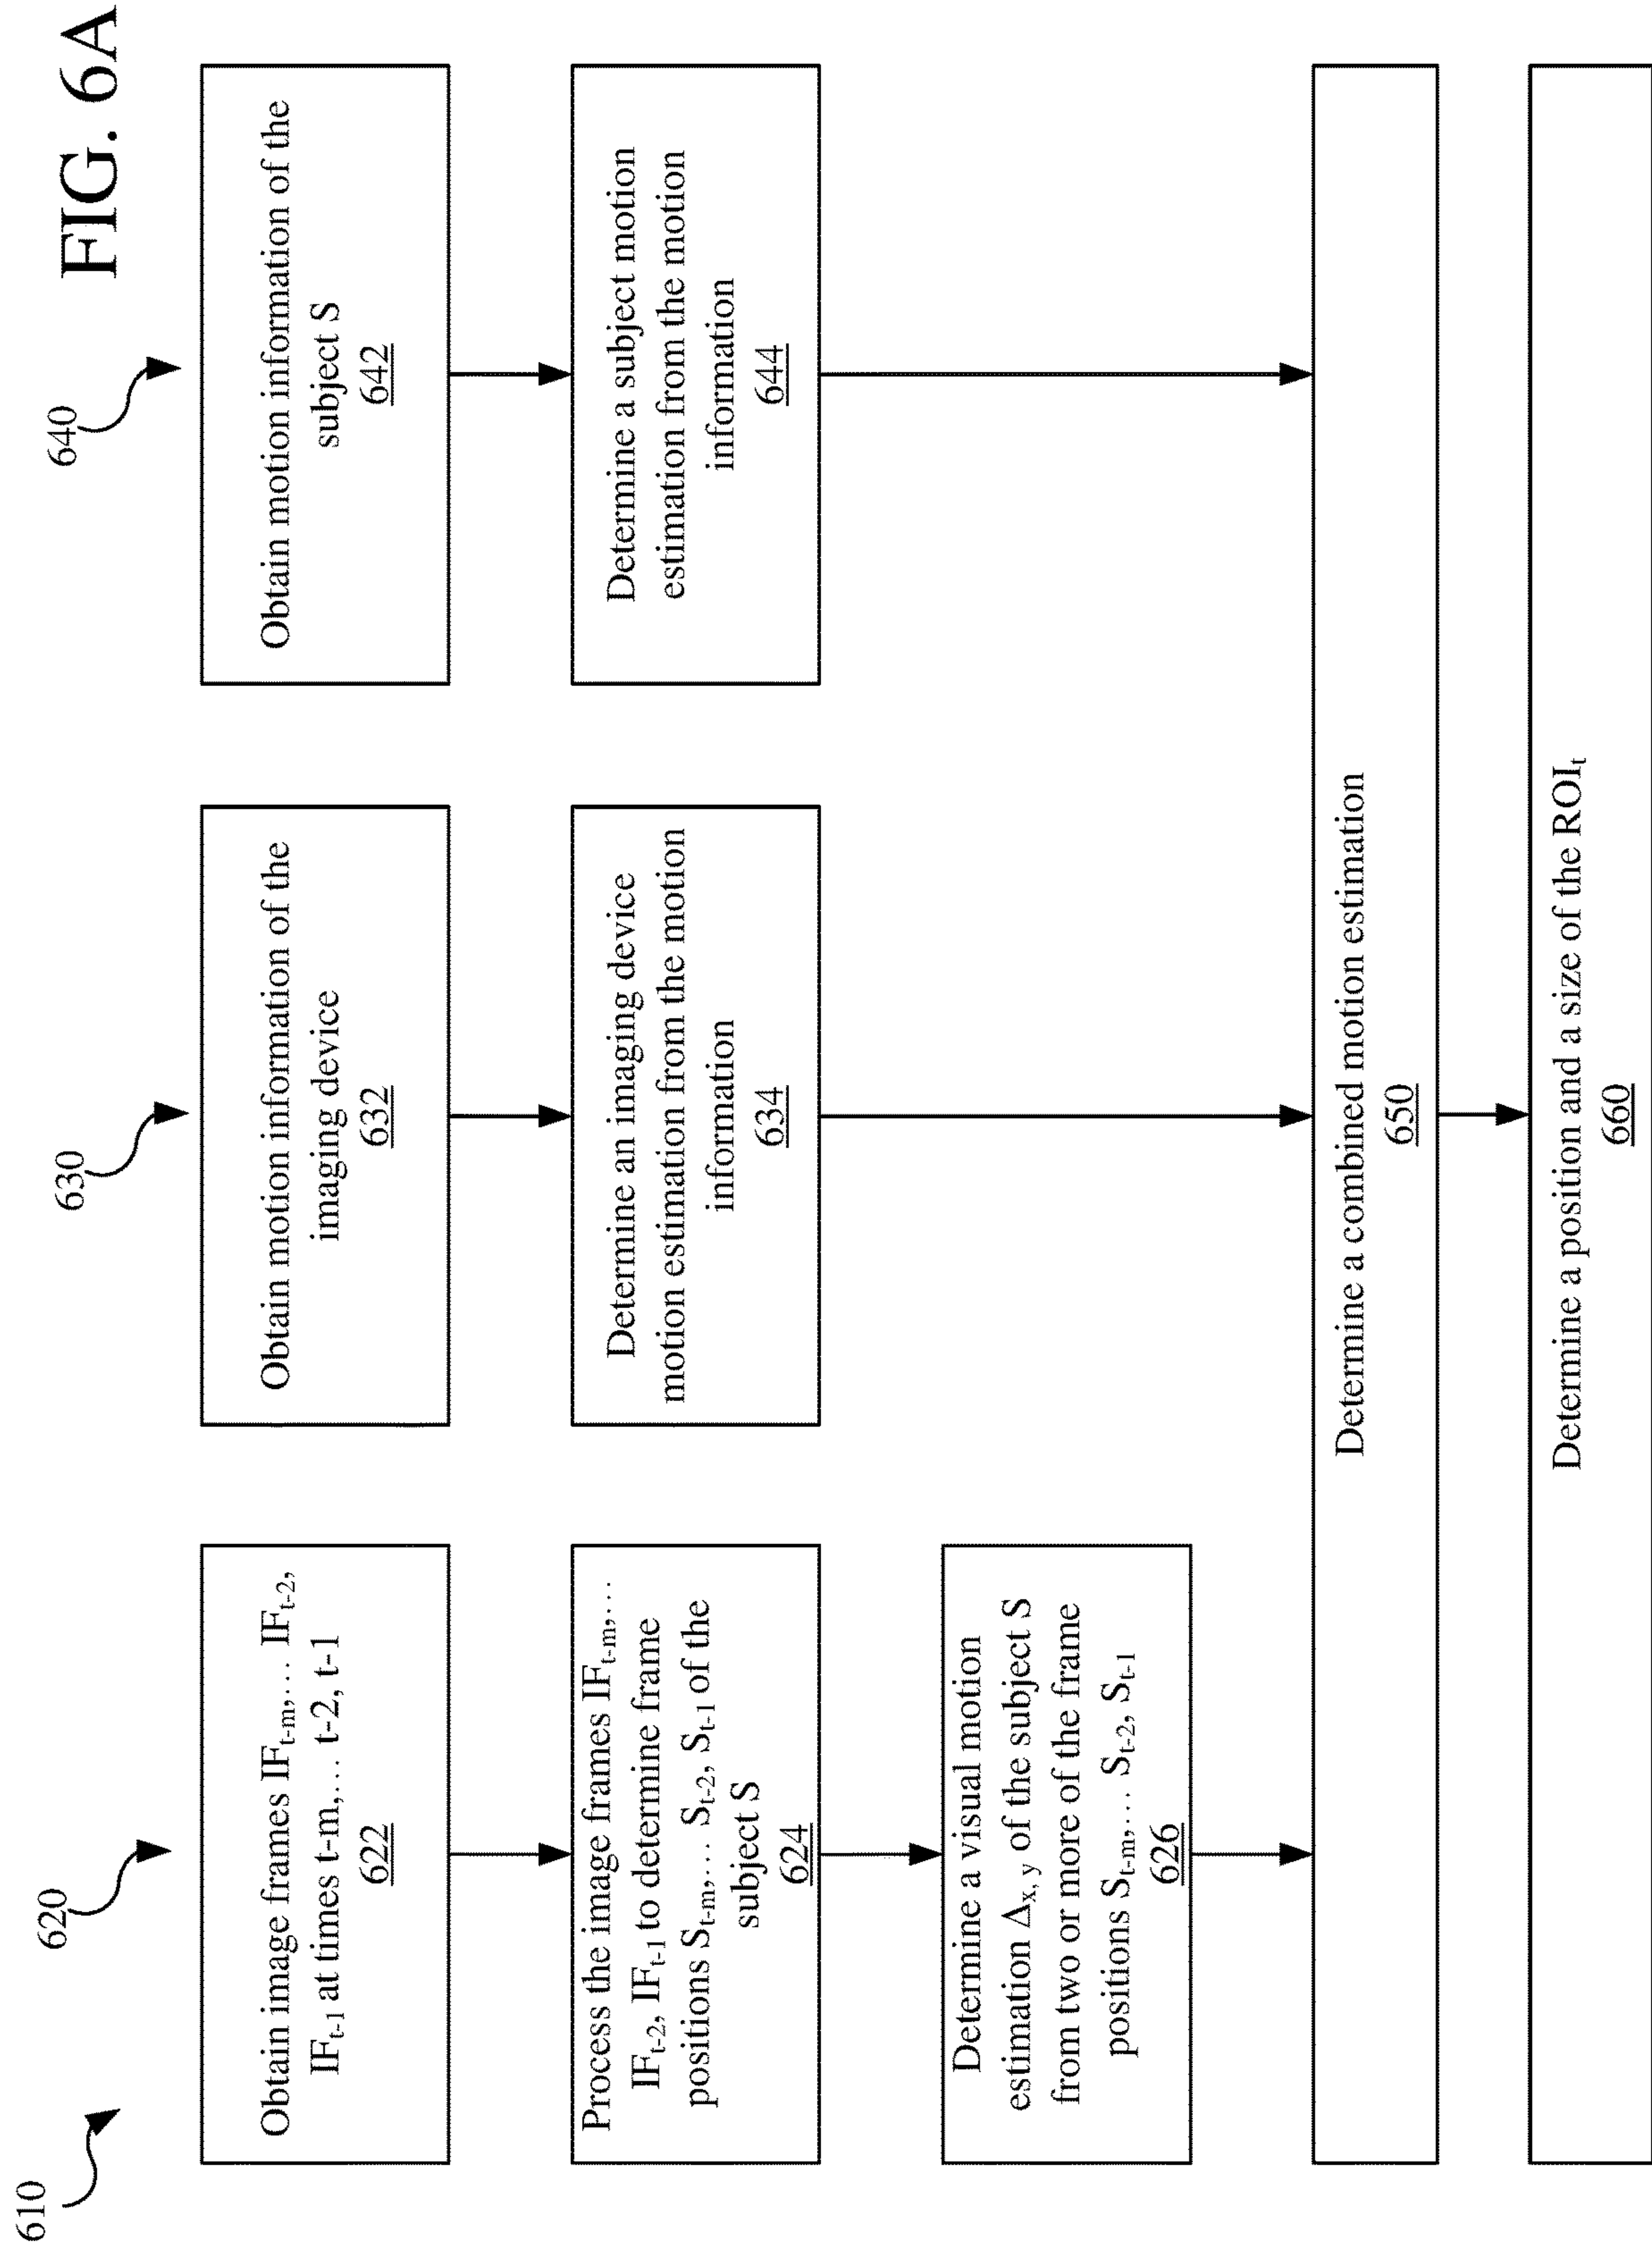 FIG. 6A
610
620
Obtain image frames IFt-m,... IFt-2,
IFt-1 at times t-m,... t-2, t-1
622
Process the image frames IFt-m,...
IFt-2, IFt-1 to determine frame
positions St-m,... St-2, St-1 of the
subject S
624
Determine a visual motion
estimation Δx, y of the subject S
from two or more of the frame
positions St-m,... St-2, St-1
626
630
Obtain motion information of the
imaging device
632
Determine an imaging device
motion estimation from the motion
information
634
640
Obtain motion information of the
subject S
642
Determine a subject motion
estimation from the motion
information
644
Determine a combined motion estimation
650
Determine a position and a size of the ROIt
660